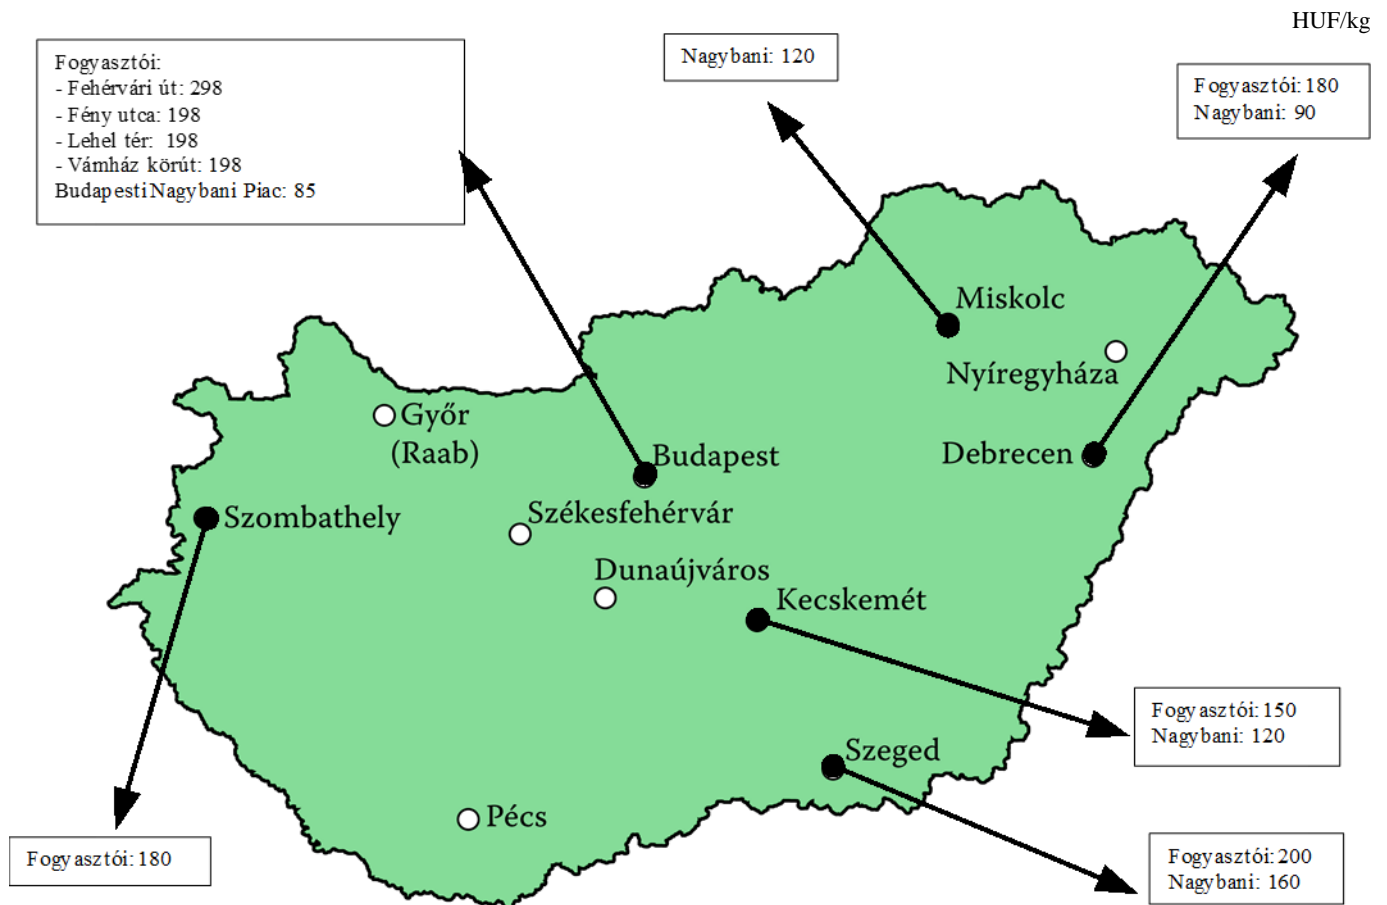 HUF/kg
Fogyasztói:
- Fehérvári út: 298
- Fény utca: 198
- Lehel tér: 198
- Vámház körút: 198
Budapesti Nagybani Piac: 85
Nagybani: 120
Fogyasztói: 180
Nagybani: 90
Miskolc
Nyíregyháza
Győr
(Raab)
Budapest
Debrecen
Szombathely
Székesfehérvár
Dunaújváros
Kecskemét
Fogyasztói: 150
Nagybani: 120
Szeged
Pécs
Fogyasztói: 180
Fogyasztói: 200
Nagybani: 160